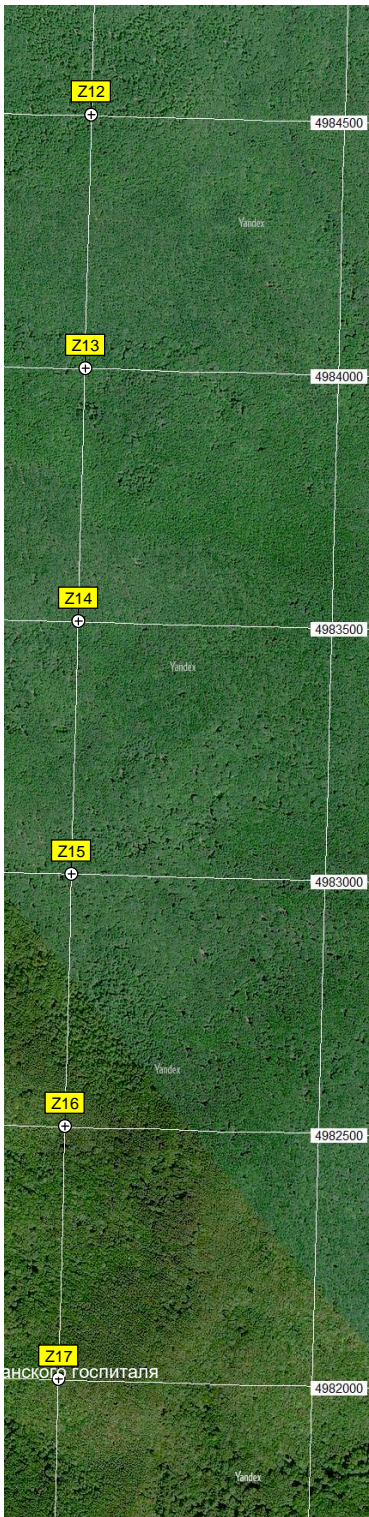 Z12
4984500
Yandex
Z13
4984000
Z14
4983500
Yandex
Z15
4983000
Yandex
Z16
4982500
Z17
анского госпиталя
4982000
Yandex